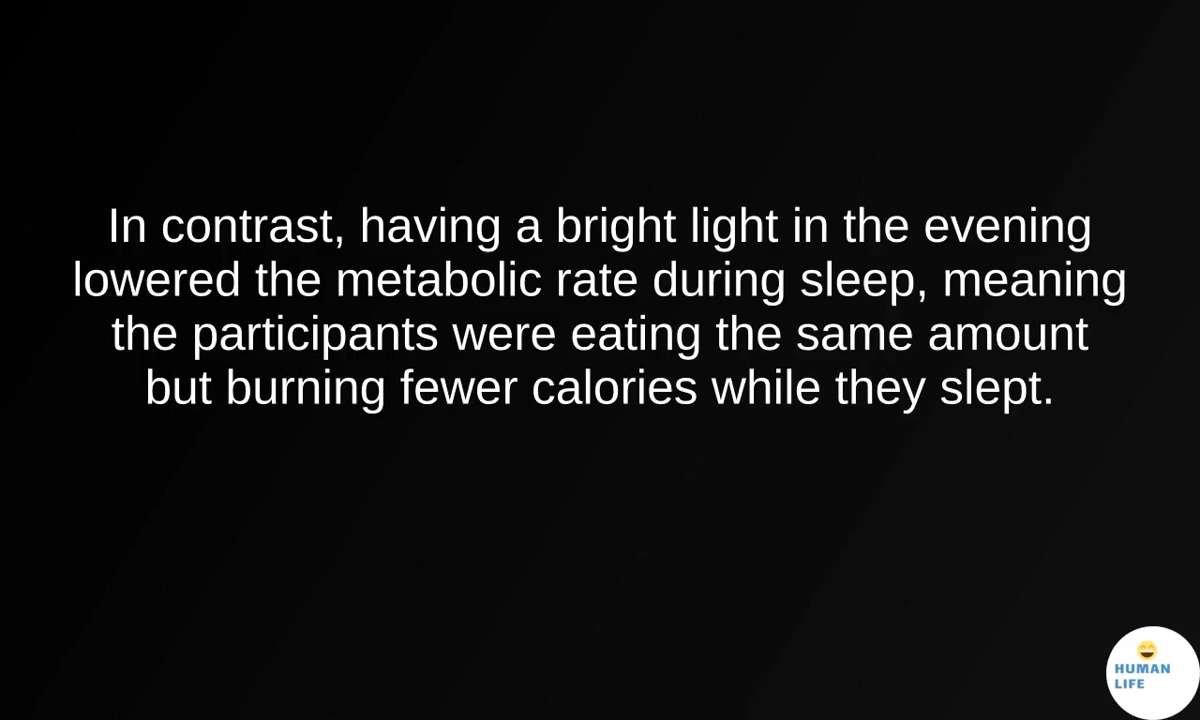 In contrast, having a bright light in the evening
lowered the metabolic rate during sleep, meaning
the participants were eating the same amount
but burning fewer calories while they slept.
HUMAN
LIFE